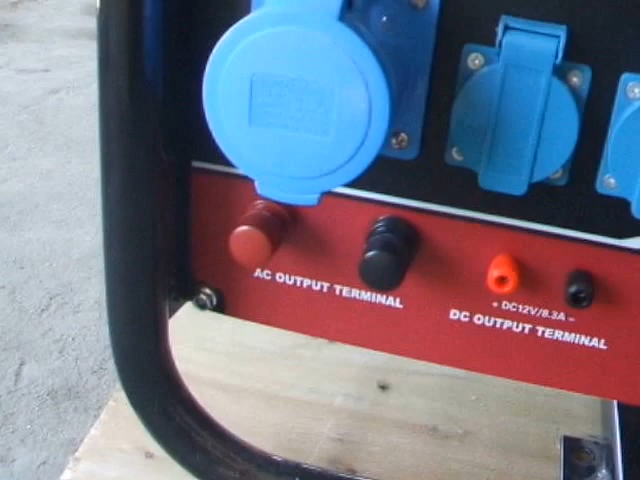 AC OUTPUT TERMINAL
+ DC12V/8.3A -
DC OUTPUT TERMINAL